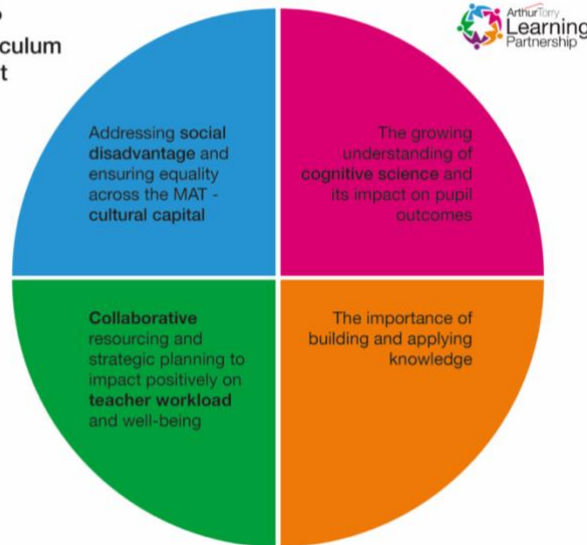 culum
t
Arthur Terry
Learning
Partnership
Addressing social
disadvantage and
ensuring equality
across the MAT -
cultural capital
The growing
understanding of
cognitive science and
its impact on pupil
outcomes
Collaborative
resourcing and
strategic planning to
impact positively on
teacher workload
and well-being
The importance of
building and applying
knowledge